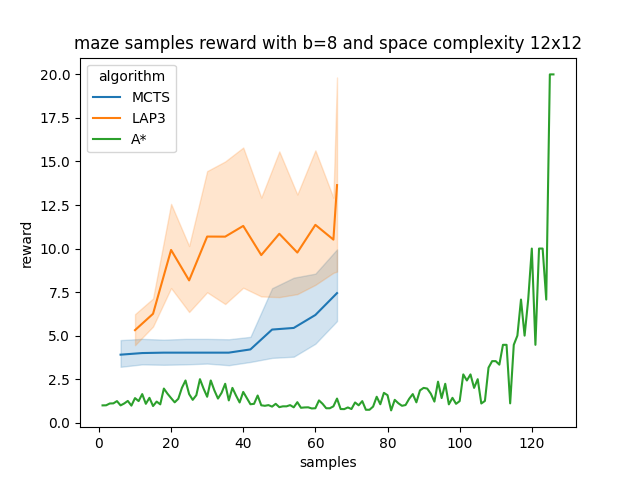 maze samples reward with b=8 and space complexity 12x12
20.0
17.5
15.0
12.5
10.0
7.5
5.0
2.5
0.0
reward
algorithm
MCTS
LAP3
A*
0 20 40 60 80 100 120
samples